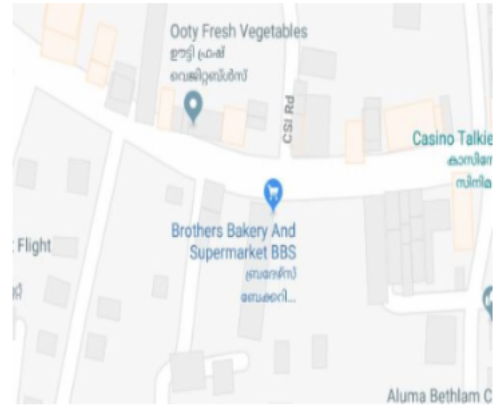 Ooty Fresh Vegetables
ഊട്ടി ഫ്രഷ്
വെജിറ്റബ്ൾസ്
CSI Rd
Casino Talkie
കാസിനോ
സിനിമ
Brothers Bakery And
Supermarket BBS
ബ്രദേഴ്‌സ്
ബേക്കറി...
Flight
Aluma Bethlam C